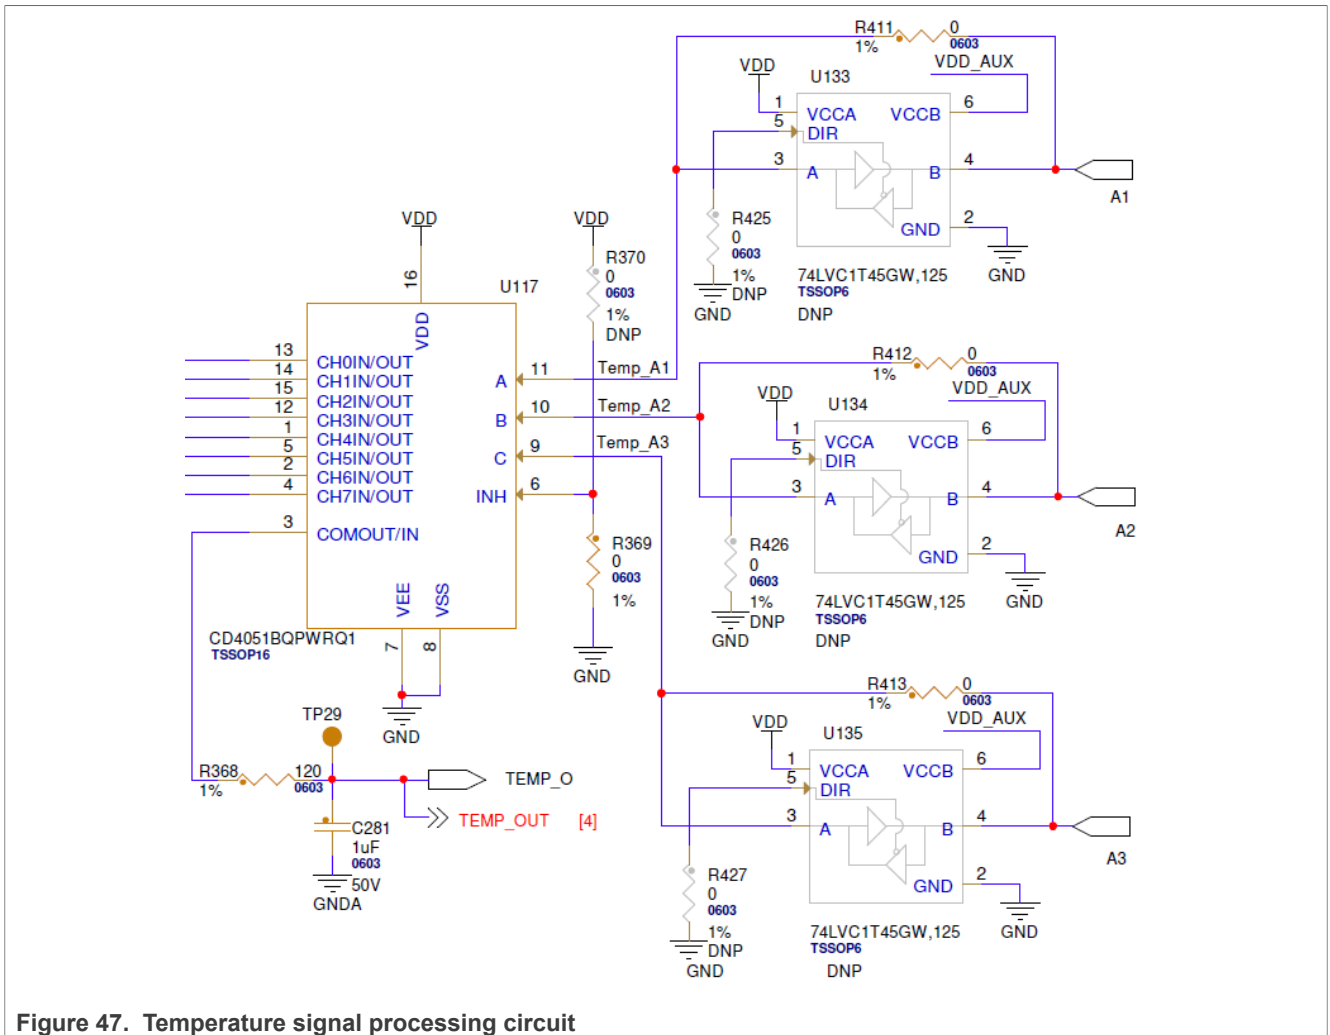 R411 0
1% 0603
VDD
VDD_AUX
U133
1 VCCA VCCB 6
5 DIR
3 A B 4
A1
GND 2
GND
R425
0
0603
1%
DNP
GND
74LVC1T45GW,125
TSSOP6
DNP
VDD
16
VDD
VDD
R370
0
0603
1%
DNP
U117
13 CH0IN/OUT
14 CH1IN/OUT
15 CH2IN/OUT
12 CH3IN/OUT
1 CH4IN/OUT
5 CH5IN/OUT
2 CH6IN/OUT
4 CH7IN/OUT
3 COMOUT/IN
A 11 Temp_A1
B 10 Temp_A2
C 9 Temp_A3
INH 6
VEE
VSS
7
8
GND
CD4051BQPWRQ1
TSSOP16
R369
0
0603
1%
GND
R412 0
1% 0603
VDD
VDD_AUX
U134
1 VCCA VCCB 6
5 DIR
3 A B 4
A2
GND 2
GND
R426
0
0603
1%
DNP
GND
74LVC1T45GW,125
TSSOP6
DNP
R413 0
1% 0603
VDD
VDD_AUX
U135
1 VCCA VCCB 6
5 DIR
3 A B 4
A3
GND 2
GND
R427
0
0603
1%
DNP
GND
74LVC1T45GW,125
TSSOP6
DNP
TP29
R368 120
1% 0603
TEMP_O
TEMP_OUT [4]
C281
1uF
0603
50V
GNDA
Figure 47. Temperature signal processing circuit